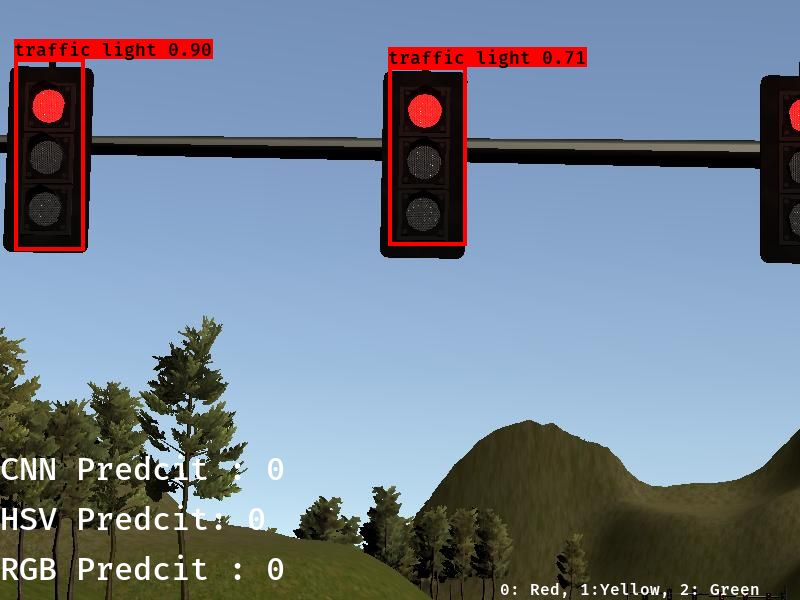 traffic light 0.90
traffic light 0.71
CNN Predcit : 0
HSV Predcit: 0
RGB Predcit : 0
0: Red, 1:Yellow, 2: Green